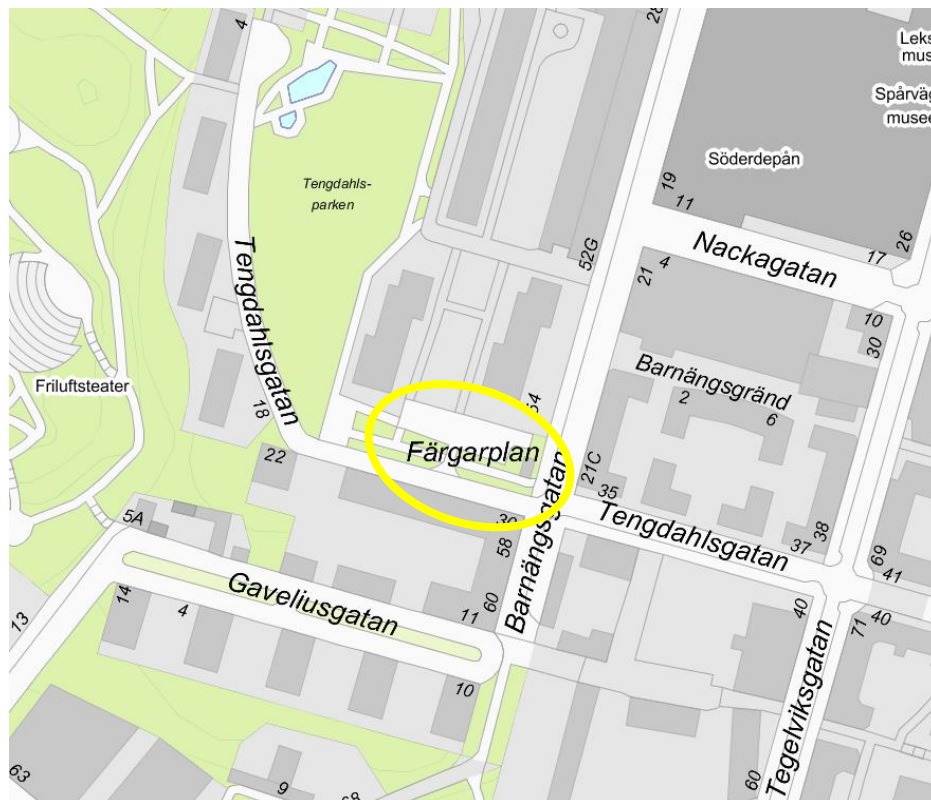 4
28
Leks
mus
Spårväg
musee
Söderdepån
Tengdahls-
parken
19
11
26
17
Nackagatan
52G
21
4
10
30
Tengdahlsgatan
Barnängsgränd
2
6
Friluftsteater
18
54
Färgarplan
22
21C
35
Barnängsgatan
Tengdahlsgatan
37
38
69
41
5A
30
58
Gaveliusgatan
14
4
11
60
40
71
40
13
10
Tegelviksgatan
63
9
68
60